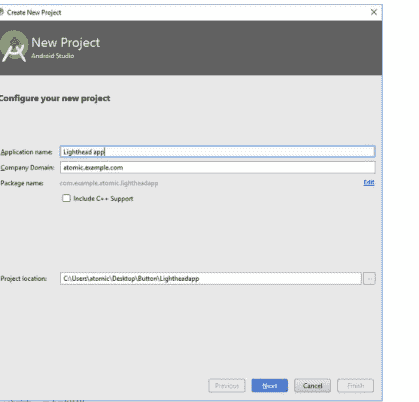 Create New Project
New Project
Android Studio
Configure your new project
Application name: Lighthead app
Company Domain: atomic.example.com
Package name: com.example.atomic.lightheadapp Edit
Include C++ Support
Project location: C:\Users\atomic\Desktop\Button\Lightheadapp ...
Previous Next Cancel Finish